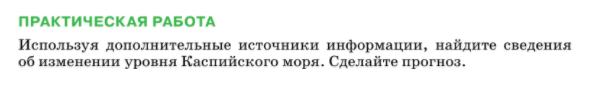 ПРАКТИЧЕСКАЯ РАБОТА
Используя дополнительные источники информации, найдите сведения
об изменении уровня Каспийского моря. Сделайте прогноз.